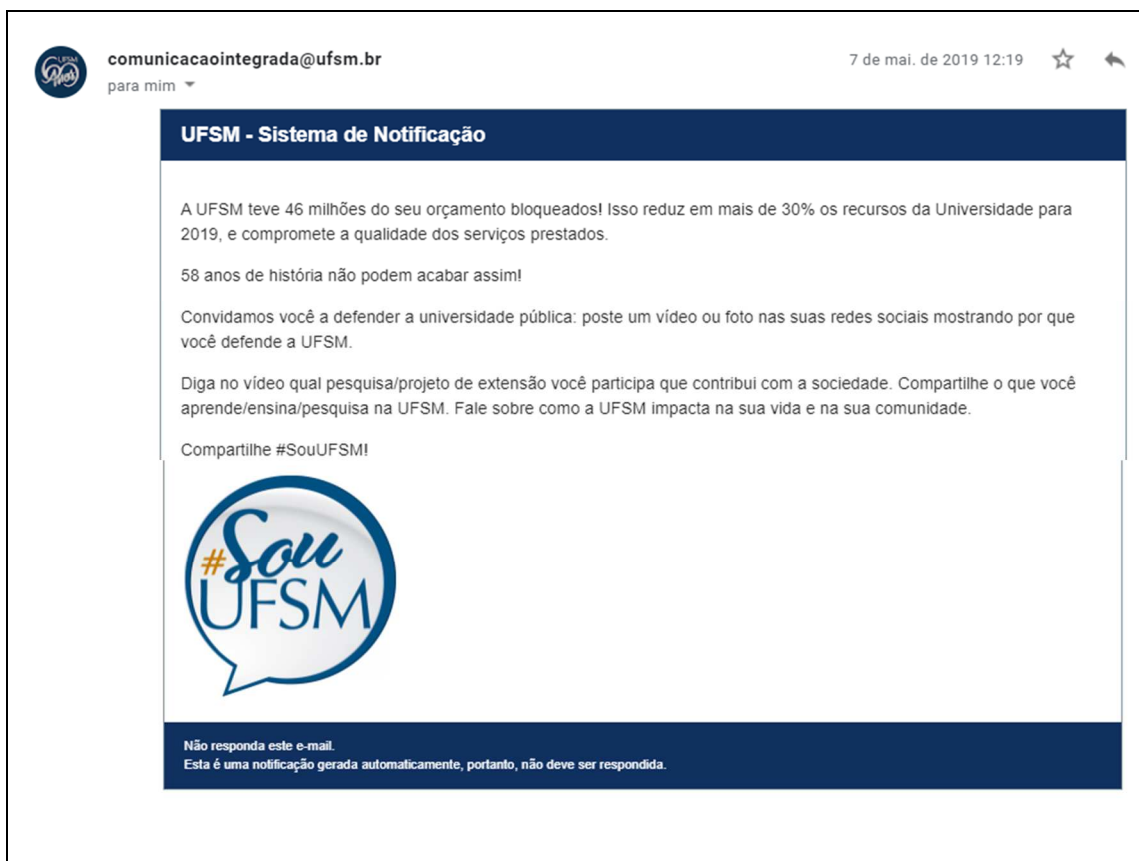 comunicacaointegrada@ufsm.br
7 de mai. de 2019 12:19
para mim
UFSM - Sistema de Notificação
A UFSM teve 46 milhões do seu orçamento bloqueados! Isso reduz em mais de 30% os recursos da Universidade para
2019, e compromete a qualidade dos serviços prestados.
58 anos de história não podem acabar assim!
Convidamos você a defender a universidade pública: poste um vídeo ou foto nas suas redes sociais mostrando por que
você defende a UFSM.
Diga no vídeo qual pesquisa/projeto de extensão você participa que contribui com a sociedade. Compartilhe o que você
aprende/ensina/pesquisa na UFSM. Fale sobre como a UFSM impacta na sua vida e na sua comunidade.
Compartilhe #SouUFSM!
#Sou
UFSM
Não responda este e-mail.
Esta é uma notificação gerada automaticamente, portanto, não deve ser respondida.